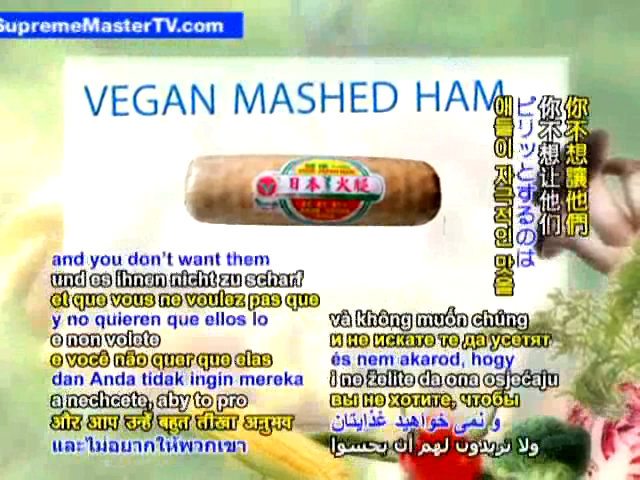 SupremeMasterTV.com
VEGAN MASHED HAM
日本火腿
你不想讓他們
你不想让他们
ピリッとするのは
애들이 자극적인 맛을
and you don't want them
und es ihnen nicht zu scharf
et que vous ne voulez pas que
y no quieren que ellos lo
e non volete
e você não quer que elas
dan Anda tidak ingin mereka
a nechcete, aby to pro
और आप उन्हें बहुत तीखा अनुभव
และไม่อยากให้พวกเขา
và không muốn chúng
и не искате те да усетят
és nem akarod, hogy
i ne želite da ona osjećaju
вы не хотите, чтобы
و نمی خواهید غذایتان
ولا تريدون لهم أن يحسوا